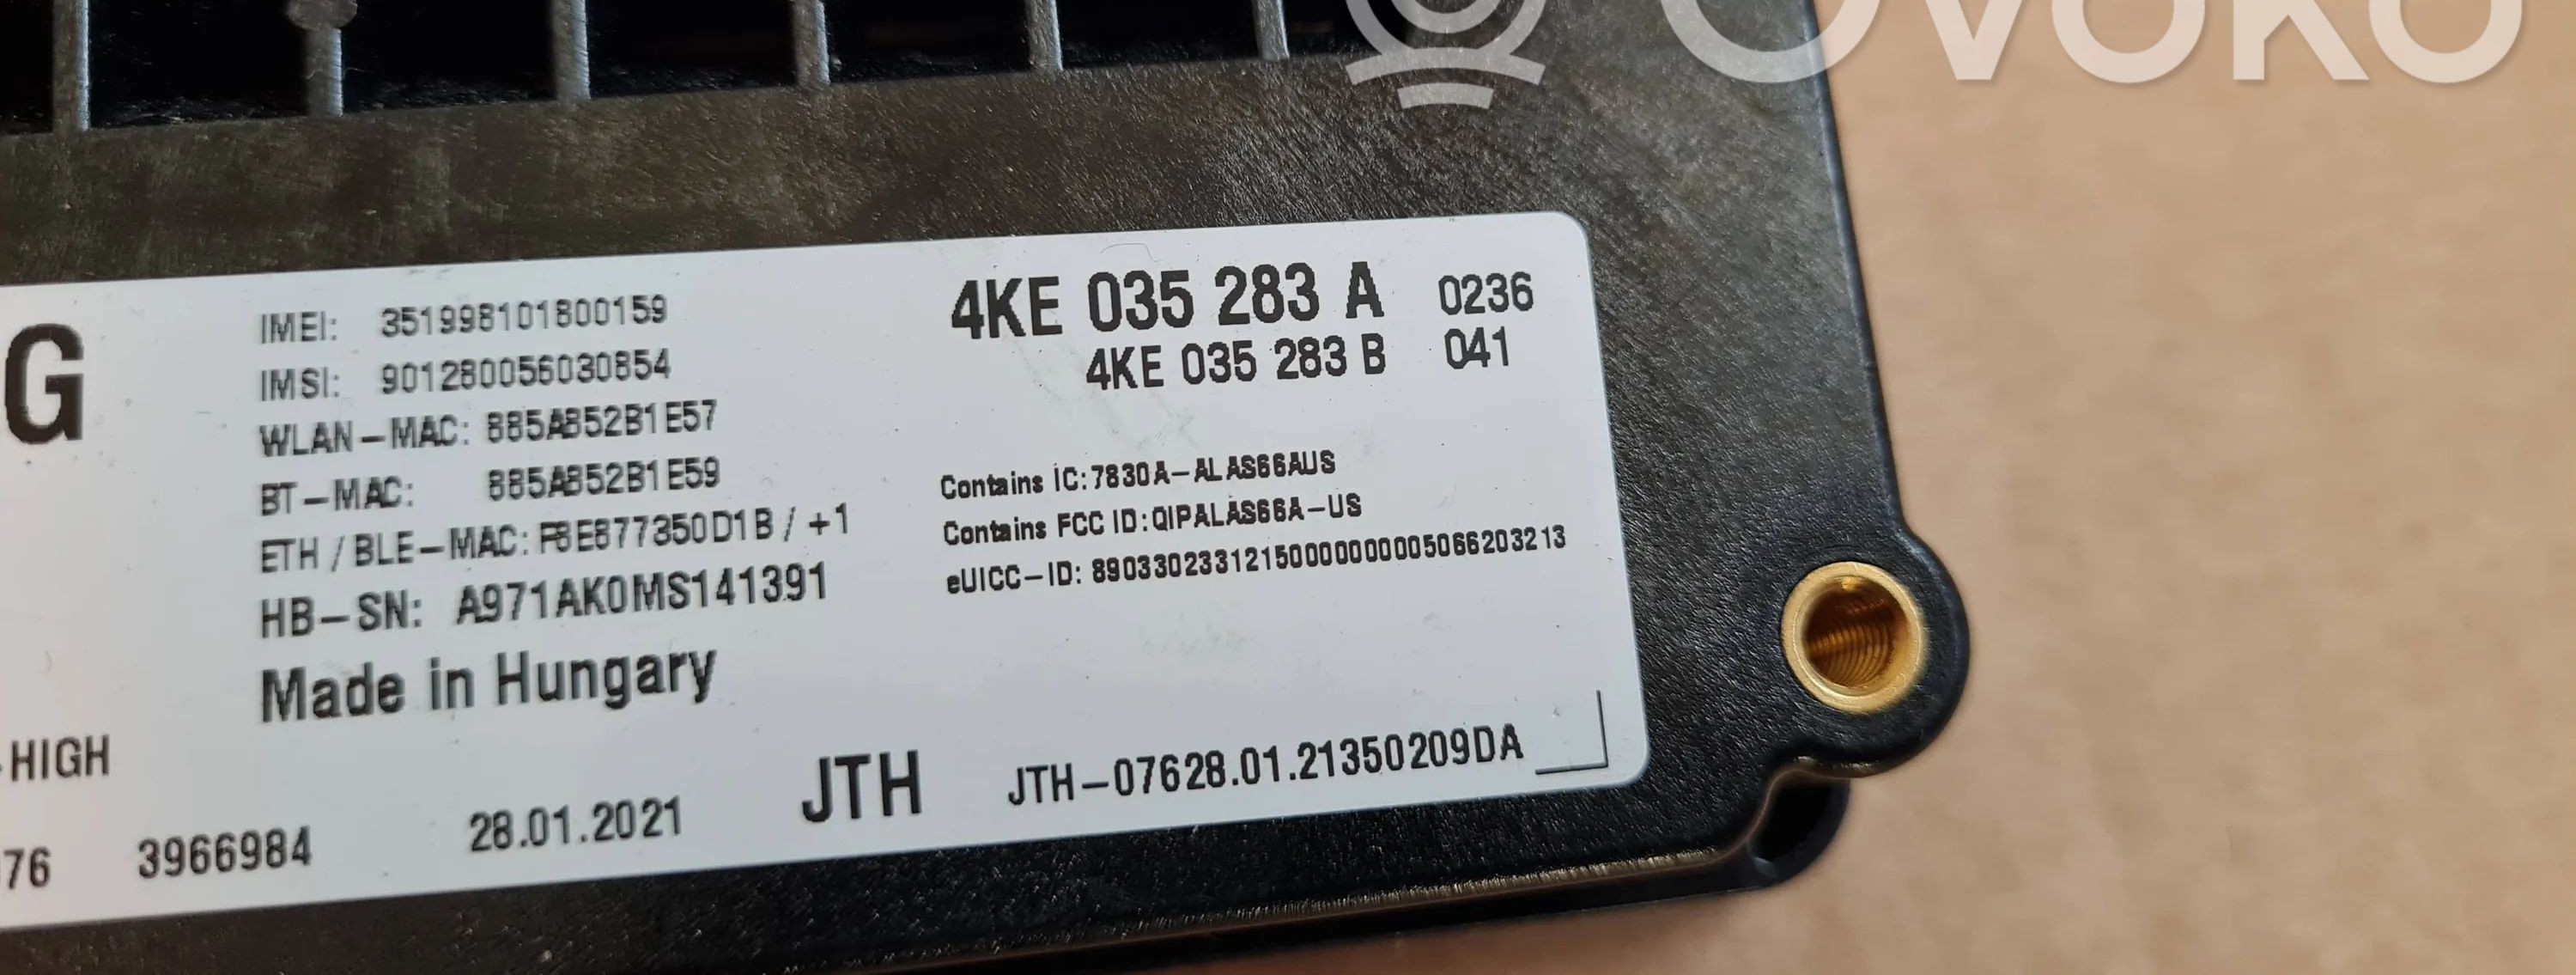 OVOKO
G
IMEI: 351998101800159
IMSI: 901280056030854
WLAN-MAC: 885A852B1E57
BT-MAC: 885A852B1E59
ETH / BLE-MAC: F8E877350D1B / +1
HB-SN: A971AK0MS141391
Made in Hungary
4KE 035 283 A 0236
4KE 035 283 B 041
Contains IC:7830A-ALAS66AUS
Contains FCC ID:QIPALAS66A-US
eUICC-ID: 89033023312150000000005066203213
-HIGH
76 3966984 28.01.2021 JTH JTH-07628.01.21350209DA